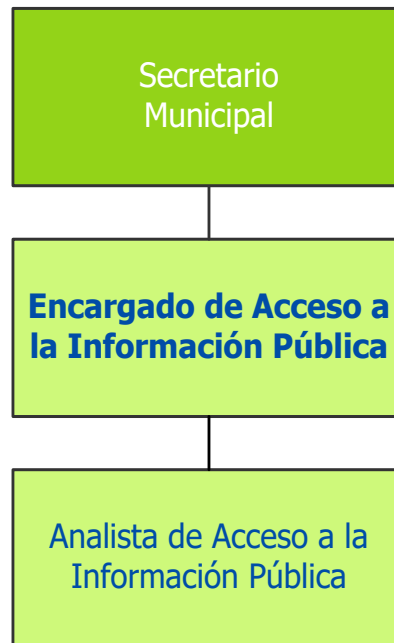 Secretario
Municipal
Encargado de Acceso a
la Información Pública
Analista de Acceso a la
Información Pública